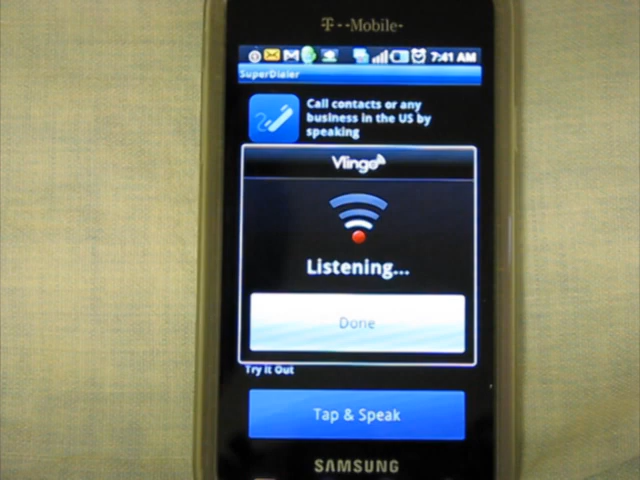 T--Mobile-
7:41 AM
SuperDialer
Call contacts or any
business in the US by
speaking
Vlingo
Listening...
Done
Try It Out
Tap & Speak
SAMSUNG